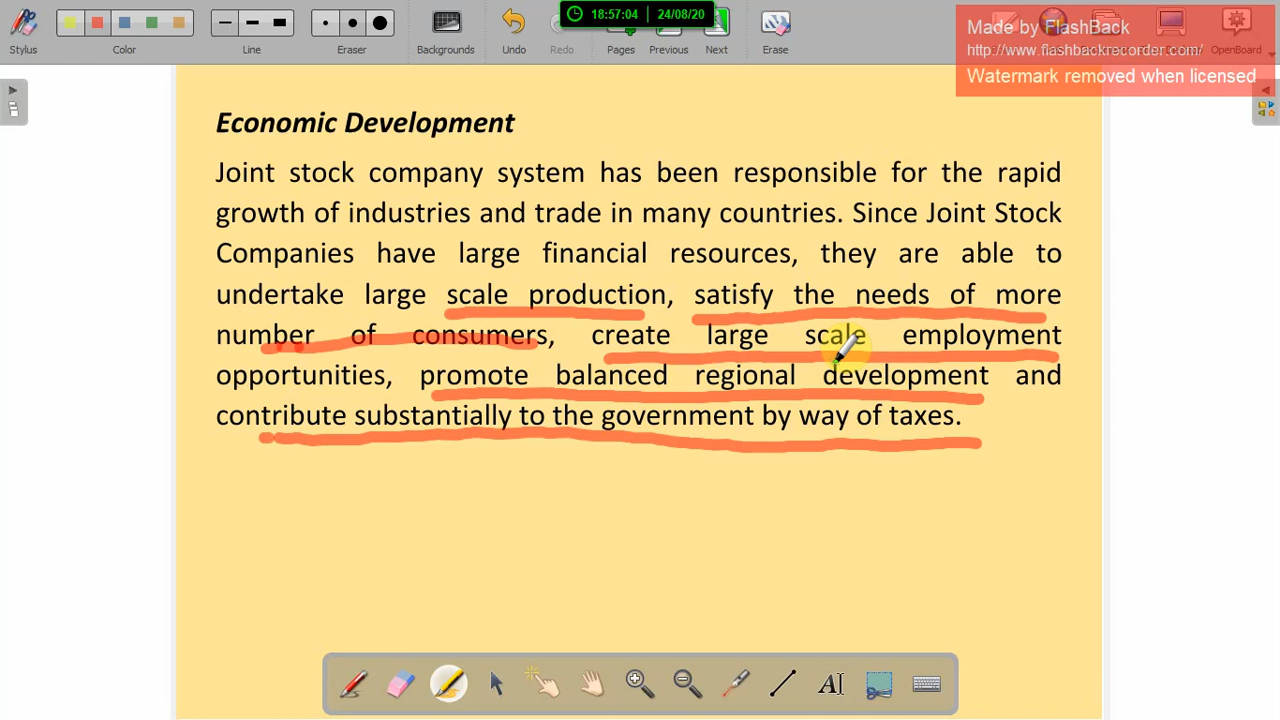 18:57:04 | 24/08/20
Made by FlashBack
http://www.flashbackrecorder.com/
Watermark removed when licensed
Stylus
Color
Line
Eraser
Backgrounds
Undo
Redo
Pages
Previous
Next
Erase
OpenBoard
Economic Development
Joint stock company system has been responsible for the rapid
growth of industries and trade in many countries. Since Joint Stock
Companies have large financial resources, they are able to
undertake large scale production, satisfy the needs of more
number of consumers, create large scale employment
opportunities, promote balanced regional development and
contribute substantially to the government by way of taxes.
AI